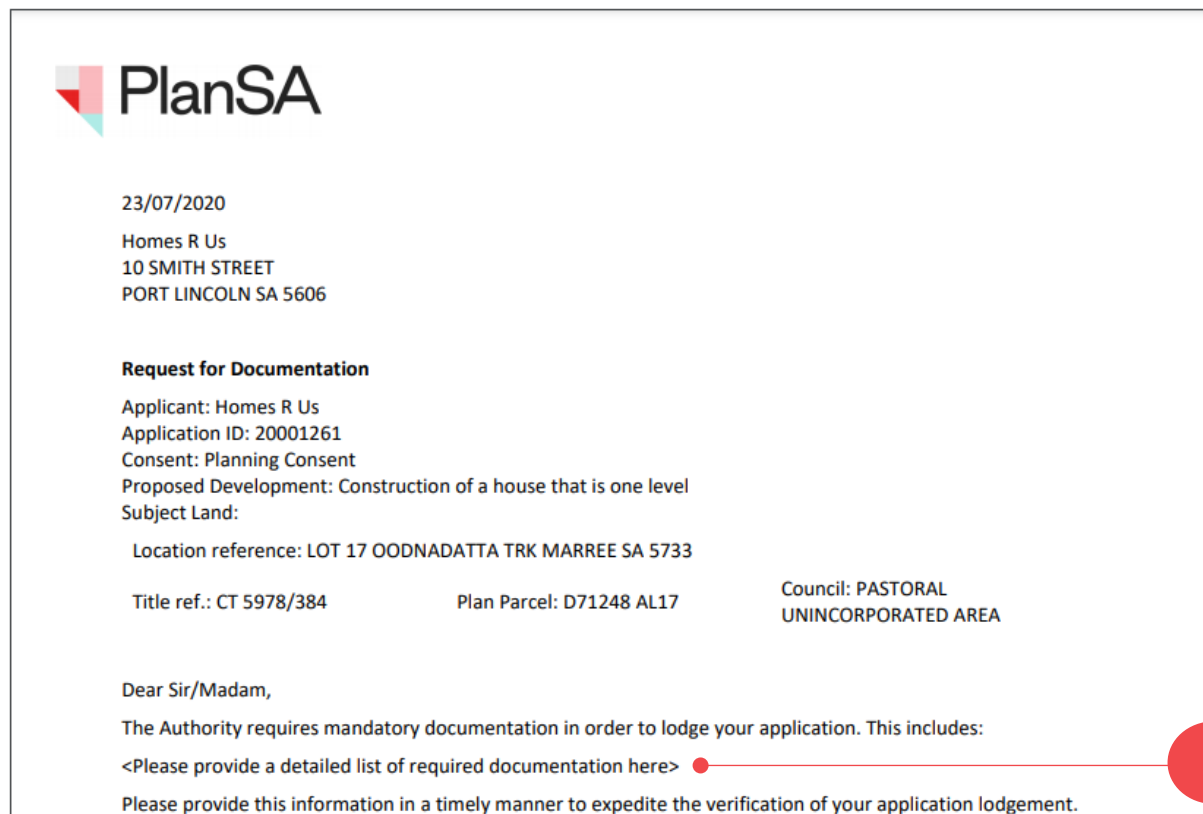 PlanSA
23/07/2020
Homes R Us
10 SMITH STREET
PORT LINCOLN SA 5606
Request for Documentation
Applicant: Homes R Us
Application ID: 20001261
Consent: Planning Consent
Proposed Development: Construction of a house that is one level
Subject Land:
Location reference: LOT 17 OODNADATTA TRK MARREE SA 5733
Title ref.: CT 5978/384 Plan Parcel: D71248 AL17 Council: PASTORAL
UNINCORPORATED AREA
Dear Sir/Madam,
The Authority requires mandatory documentation in order to lodge your application. This includes:
<Please provide a detailed list of required documentation here>
Please provide this information in a timely manner to expedite the verification of your application lodgement.